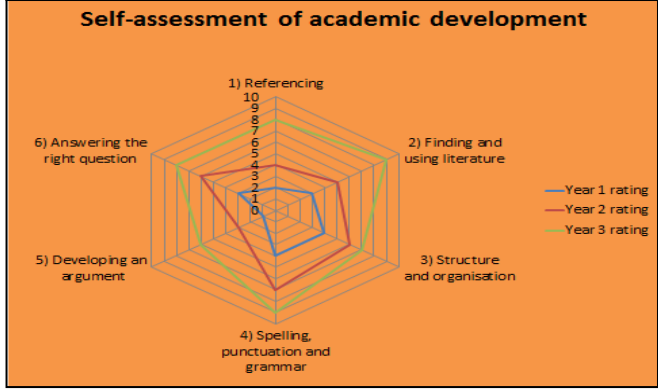 Self-assessment of academic development
1) Referencing
10
9
8
7
6
5
4
3
2
1
0
2) Finding and
using literature
3) Structure
and organisation
4) Spelling,
punctuation and
grammar
5) Developing an
argument
6) Answering the
right question
Year 1 rating
Year 2 rating
Year 3 rating